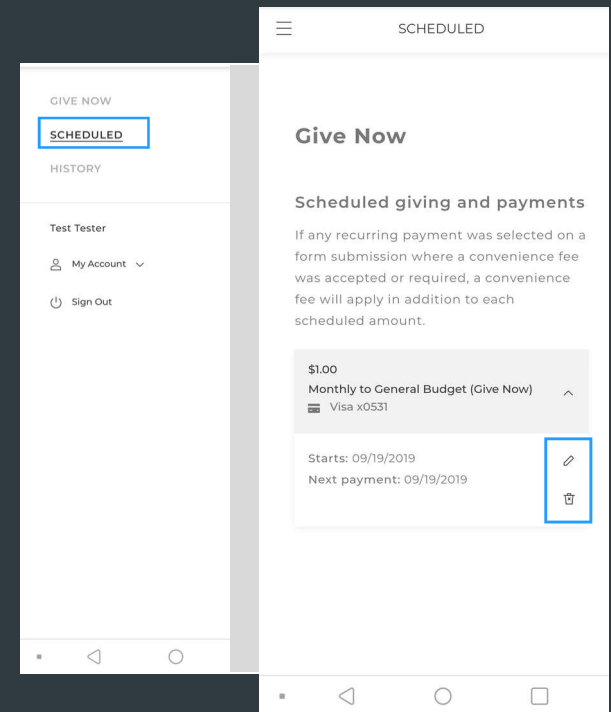 GIVE NOW
SCHEDULED
HISTORY
Test Tester
My Account
Sign Out
SCHEDULED
Give Now
Scheduled giving and payments
If any recurring payment was selected on a
form submission where a convenience fee
was accepted or required, a convenience
fee will apply in addition to each
scheduled amount.
$1.00
Monthly to General Budget (Give Now)
Visa x0531
Starts: 09/19/2019
Next payment: 09/19/2019